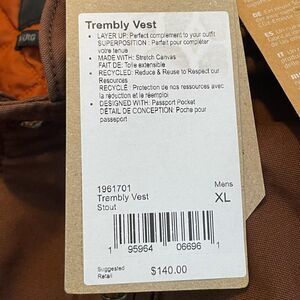 Trembly Vest
• LAYER UP: Perfect complement to your outfit
SUPERPOSITION : Parfait pour compléter
votre tenue
• MADE WITH: Stretch Canvas
FAIT DE: Toile extensible
• RECYCLED: Reduce & Reuse to Respect our
Resources
RECYCLÉ : Protection de nos ressources avec
la réduction et le réemploi
• DESIGNED WITH: Passport Pocket
DÉTAIL DE CONCEPTION: Poche pour
passeport
1961701
Mens
Trembly Vest
XL
Stout
1 95964 06696 1
Suggested
Retail
$140.00